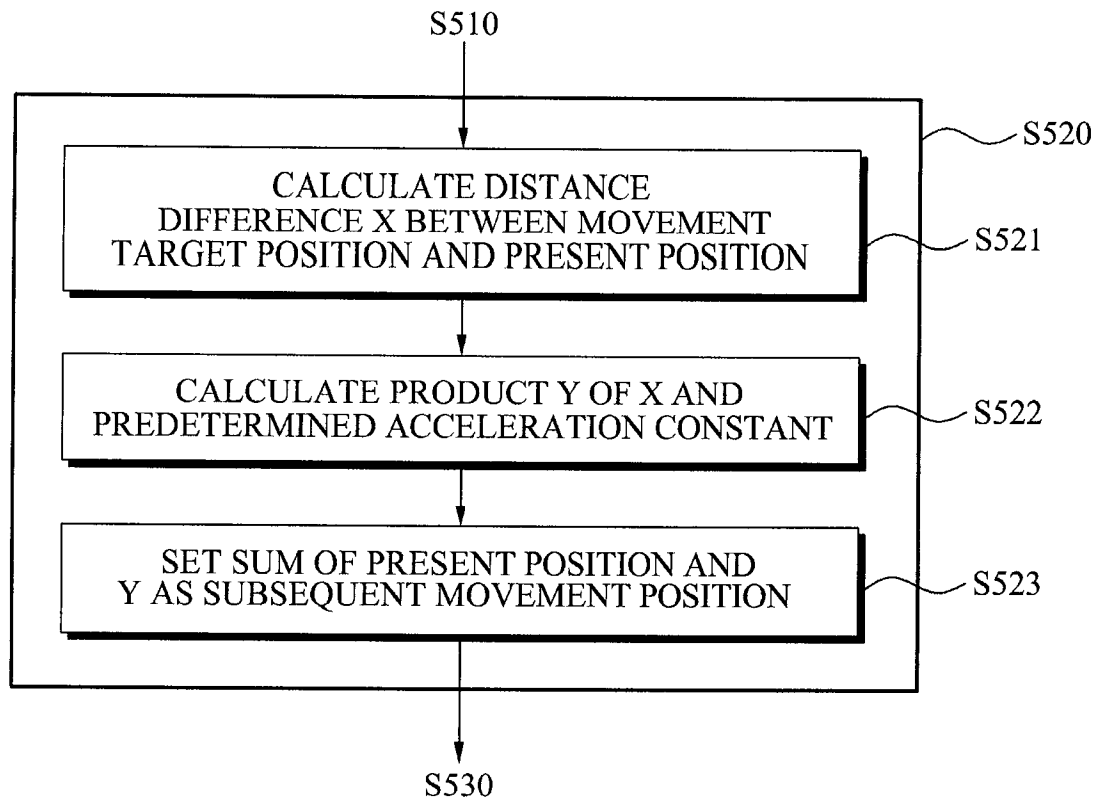 S510
S520
CALCULATE DISTANCE
DIFFERENCE X BETWEEN MOVEMENT
TARGET POSITION AND PRESENT POSITION
S521
CALCULATE PRODUCT Y OF X AND
PREDETERMINED ACCELERATION CONSTANT
S522
SET SUM OF PRESENT POSITION AND
Y AS SUBSEQUENT MOVEMENT POSITION
S523
S530